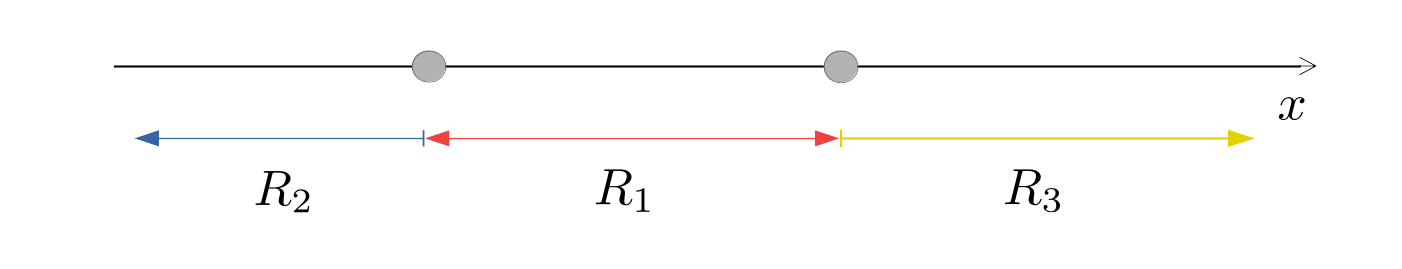 x
R₂ R₁ R₃